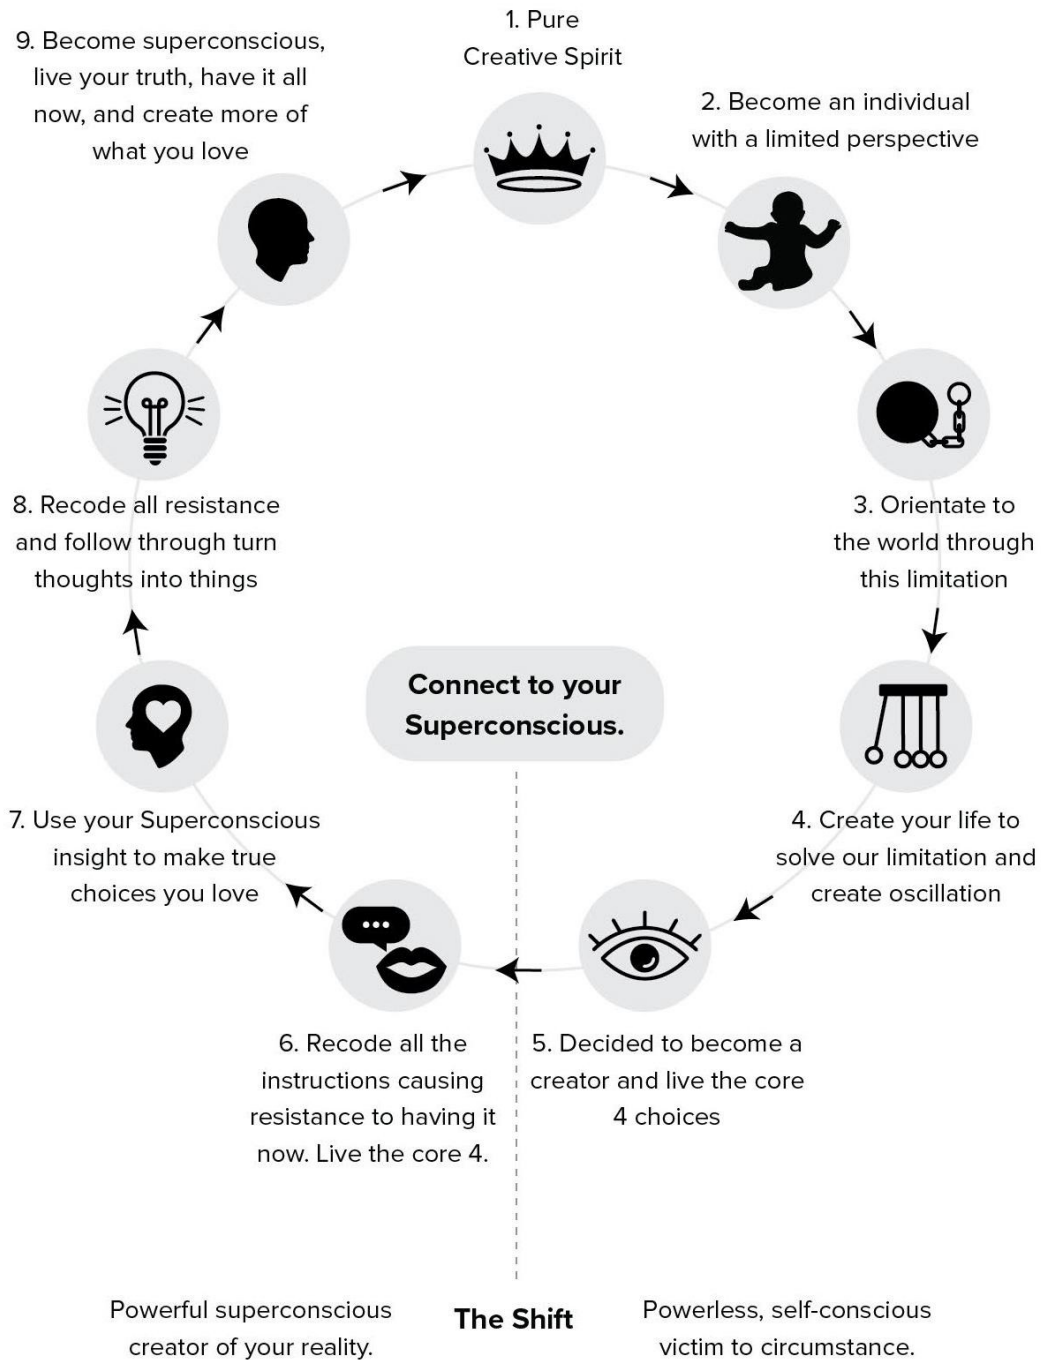 1. Pure
Creative Spirit
2. Become an individual
with a limited perspective
3. Orientate to
the world through
this limitation
4. Create your life to
solve our limitation and
create oscillation
5. Decided to become a
creator and live the core
4 choices
6. Recode all the
instructions causing
resistance to having it
now. Live the core 4.
7. Use your Superconscious
insight to make true
choices you love
8. Recode all resistance
and follow through turn
thoughts into things
9. Become superconscious,
live your truth, have it all
now, and create more of
what you love
Connect to your
Superconscious.
Powerful superconscious
creator of your reality.
The Shift
Powerless, self-conscious
victim to circumstance.